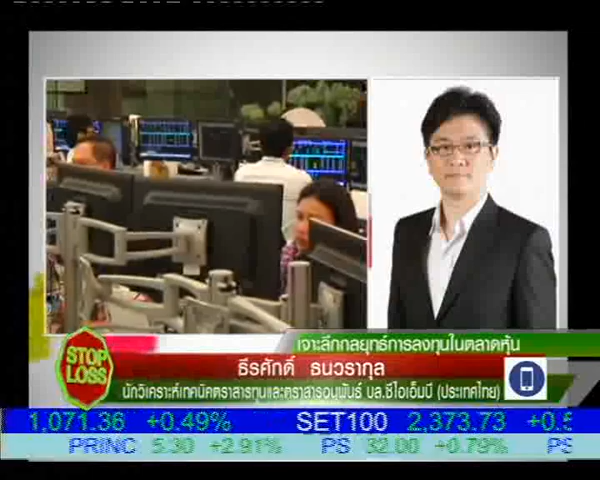 เจาะลึกกลยุทธ์การลงทุนในตลาดหุ้น
STOP LOSS
ธีรศักดิ์ ธนวรากุล
นักวิเคราะห์เทคนิคตราสารทุนและตราสารอนุพันธ์ บล.ซีไอเอ็มบี (ประเทศไทย)
1,071.36 +0.49% SET100 2,373.73
PRINC 5.30 +2.91% PS 32.00 +0.79% PS